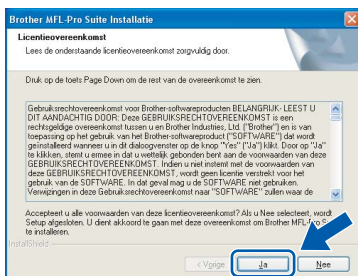 Brother MFL-Pro Suite Installatie
Licentieovereenkomst
Lees de onderstaande licentieovereenkomst zorgvuldig door.
Druk op de toets Page Down om de rest van de overeenkomst te zien.
Gebruiksrechtovereenkomst voor Brother-softwareproducten BELANGRIJK- LEEST U
DIT AANDACHTIG DOOR: Deze GEBRUIKSRECHTOVEREENKOMST is een
rechtsgeldige overeenkomst tussen u en Brother Industries, Ltd. ("Brother") en is van
toepassing op het gebruik van het Brother-softwareproduct ("SOFTWARE") dat wordt
geïnstalleerd wanneer u in dit dialoogvenster op de knop "Yes" ("Ja") klikt. Door op "Ja"
te klikken, stemt u ermee in dat u wettelijk gebonden bent aan de voorwaarden van deze
GEBRUIKSRECHTOVEREENKOMST. Indien u niet instemt met de voorwaarden van deze
GEBRUIKSRECHTOVEREENKOMST, wordt geen licentie verstrekt voor het
gebruik van de SOFTWARE. In dat geval mag u de SOFTWARE niet gebruiken.
Verwijzingen in deze Gebruiksrechtovereenkomst naar "SOFTWARE" zullen waar de
Accepteert u alle voorwaarden van deze licentieovereenkomst? Als u Nee selecteert, wordt
Setup afgesloten. U dient akkoord te gaan met deze overeenkomst om Brother MFL-Pro S
te installeren.
InstallShield
< Vorige
Ja
Nee